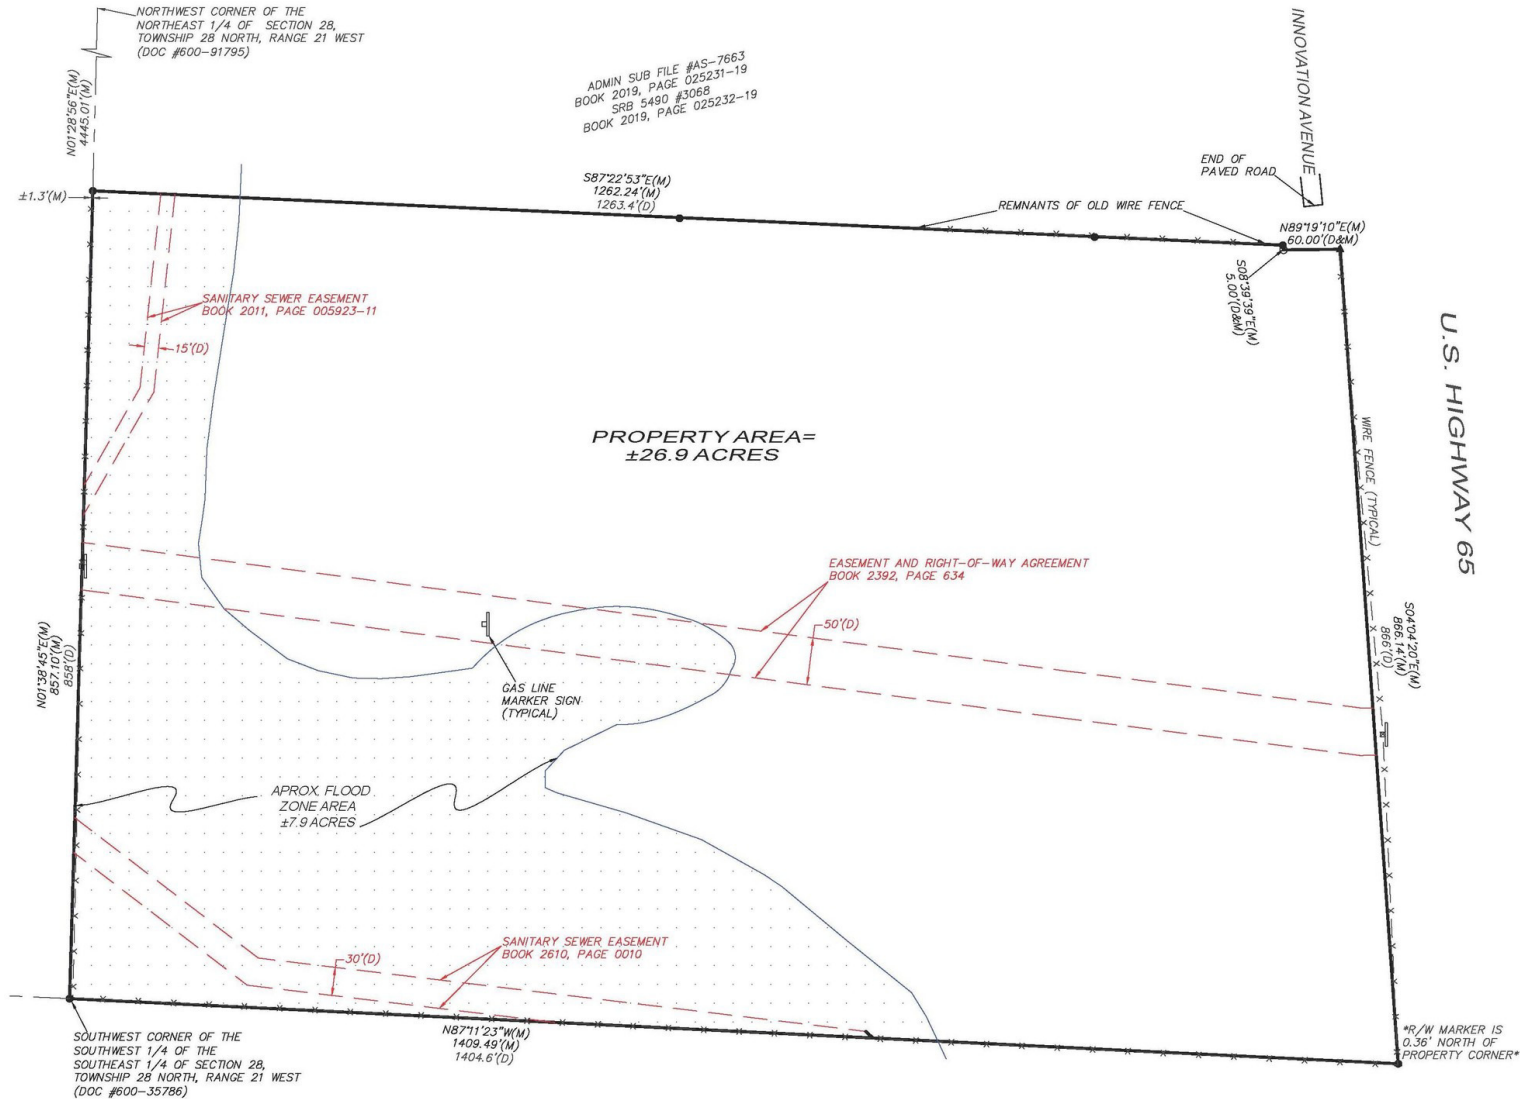 NORTHWEST CORNER OF THE
NORTHEAST 1/4 OF SECTION 28,
TOWNSHIP 28 NORTH, RANGE 21 WEST
(DOC #600-91795)
N01°28'56"E(M)
4445.01'(M)
±1.3'(M)
ADMIN SUB FILE #AS-7663
BOOK 2019, PAGE 025231-19
SRB 5490 #3068
BOOK 2019, PAGE 025232-19
INNOVATION AVENUE
END OF
PAVED ROAD
S87°22'53"E(M)
1262.24'(M)
1263.4'(D)
REMNANTS OF OLD WIRE FENCE
N89°19'10"E(M)
60.00'(D&M)
S08°39'39"E(M)
5.00'(D&M)
SANITARY SEWER EASEMENT
BOOK 2011, PAGE 005923-11
15'(D)
U.S. HIGHWAY 65
PROPERTY AREA=
±26.9 ACRES
WIRE FENCE (TYPICAL)
EASEMENT AND RIGHT-OF-WAY AGREEMENT
BOOK 2392, PAGE 634
50'(D)
S04°04'20"E(M)
866.14'(M)
866'(D)
N01°38'45"E(M)
857.10'(M)
858'(D)
GAS LINE
MARKER SIGN
(TYPICAL)
APROX. FLOOD
ZONE AREA
±7.9 ACRES
SANITARY SEWER EASEMENT
BOOK 2610, PAGE 0010
30'(D)
N87°11'23"W(M)
1409.49'(M)
1404.6'(D)
SOUTHWEST CORNER OF THE
SOUTHWEST 1/4 OF THE
SOUTHEAST 1/4 OF SECTION 28,
TOWNSHIP 28 NORTH, RANGE 21 WEST
(DOC #600-35786)
*R/W MARKER IS
0.36' NORTH OF
PROPERTY CORNER*